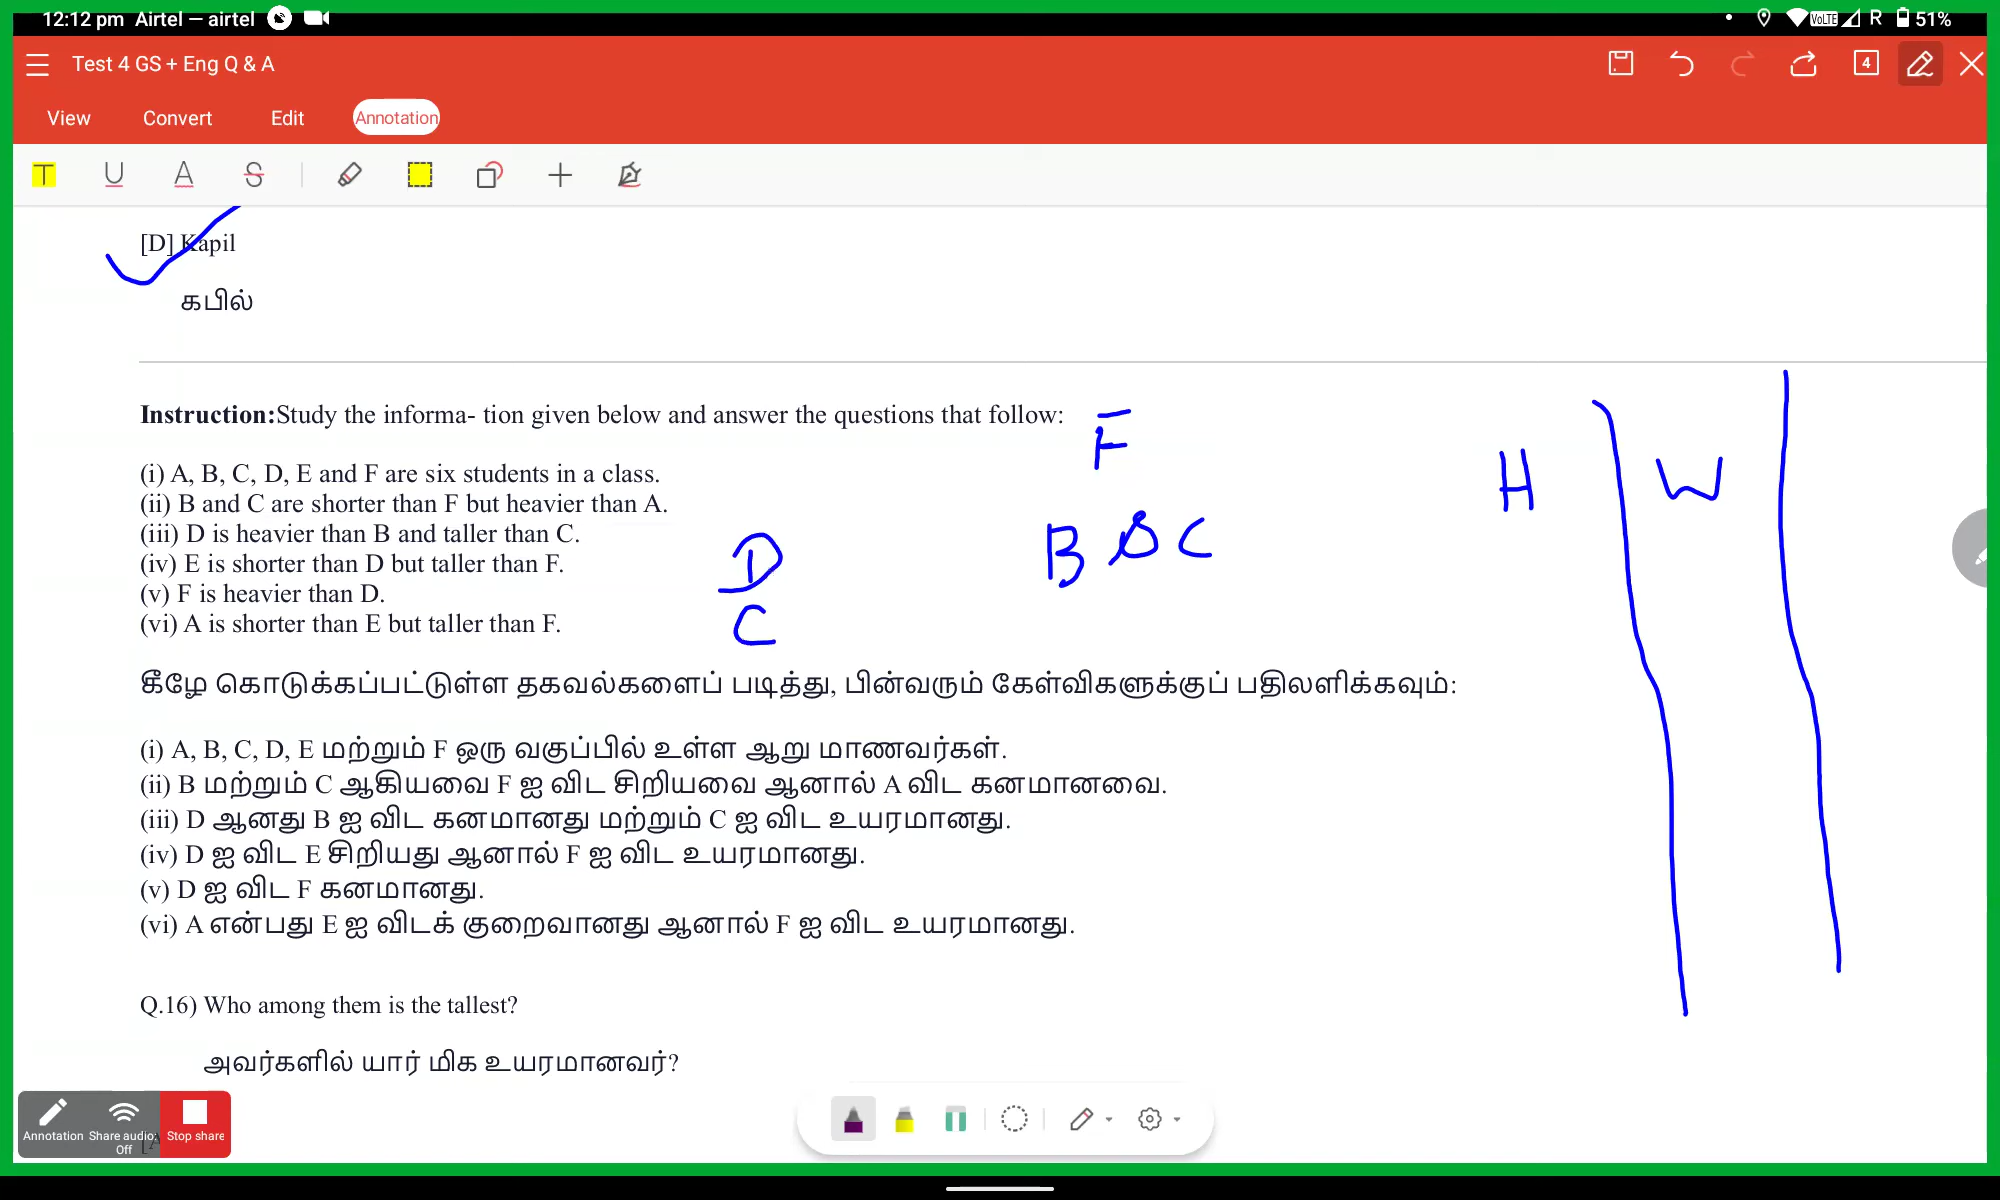 12:12 pm Airtel — airtel VoLTE R 51%
Test 4 GS + Eng Q & A 4
View Convert Edit Annotation
T U A S
[D] Kapil
கபில்
Instruction:Study the informa- tion given below and answer the questions that follow:
F
(i) A, B, C, D, E and F are six students in a class.
H W
(ii) B and C are shorter than F but heavier than A.
(iii) D is heavier than B and taller than C.
B C
(iv) E is shorter than D but taller than F.
D
(v) F is heavier than D.
(vi) A is shorter than E but taller than F.
C
கீழே கொடுக்கப்பட்டுள்ள தகவல்களைப் படித்து, பின்வரும் கேள்விகளுக்குப் பதிலளிக்கவும்:
(i) A, B, C, D, E மற்றும் F ஒரு வகுப்பில் உள்ள ஆறு மாணவர்கள்.
(ii) B மற்றும் C ஆகியவை F ஐ விட சிறியவை ஆனால் A விட கனமானவை.
(iii) D ஆனது B ஐ விட கனமானது மற்றும் C ஐ விட உயரமானது.
(iv) D ஐ விட E சிறியது ஆனால் F ஐ விட உயரமானது.
(v) D ஐ விட F கனமானது.
(vi) A என்பது E ஐ விடக் குறைவானது ஆனால் F ஐ விட உயரமானது.
Q.16) Who among them is the tallest?
அவர்களில் யார் மிக உயரமானவர்?
Annotation Share audio: Off Stop share